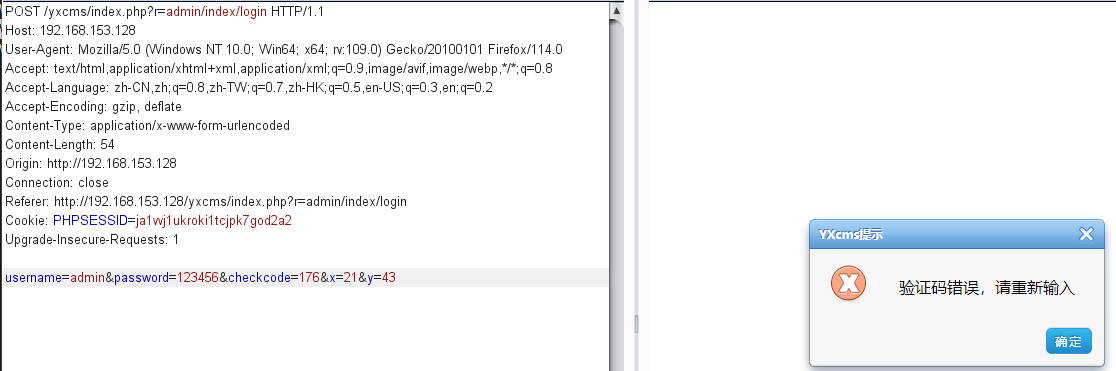 POST /yxcms/index.php?r=admin/index/login HTTP/1.1
Host: 192.168.153.128
User-Agent: Mozilla/5.0 (Windows NT 10.0; Win64; x64; rv:109.0) Gecko/20100101 Firefox/114.0
Accept: text/html,application/xhtml+xml,application/xml;q=0.9,image/avif,image/webp,*/*;q=0.8
Accept-Language: zh-CN,zh;q=0.8,zh-TW;q=0.7,zh-HK;q=0.5,en-US;q=0.3,en;q=0.2
Accept-Encoding: gzip, deflate
Content-Type: application/x-www-form-urlencoded
Content-Length: 54
Origin: http://192.168.153.128
Connection: close
Referer: http://192.168.153.128/yxcms/index.php?r=admin/index/login
Cookie: PHPSESSID=ja1wj1ukroki1tcjpk7god2a2
Upgrade-Insecure-Requests: 1
username=admin&password=123456&checkcode=176&x=21&y=43
YXcms提示
验证码错误，请重新输入
确定